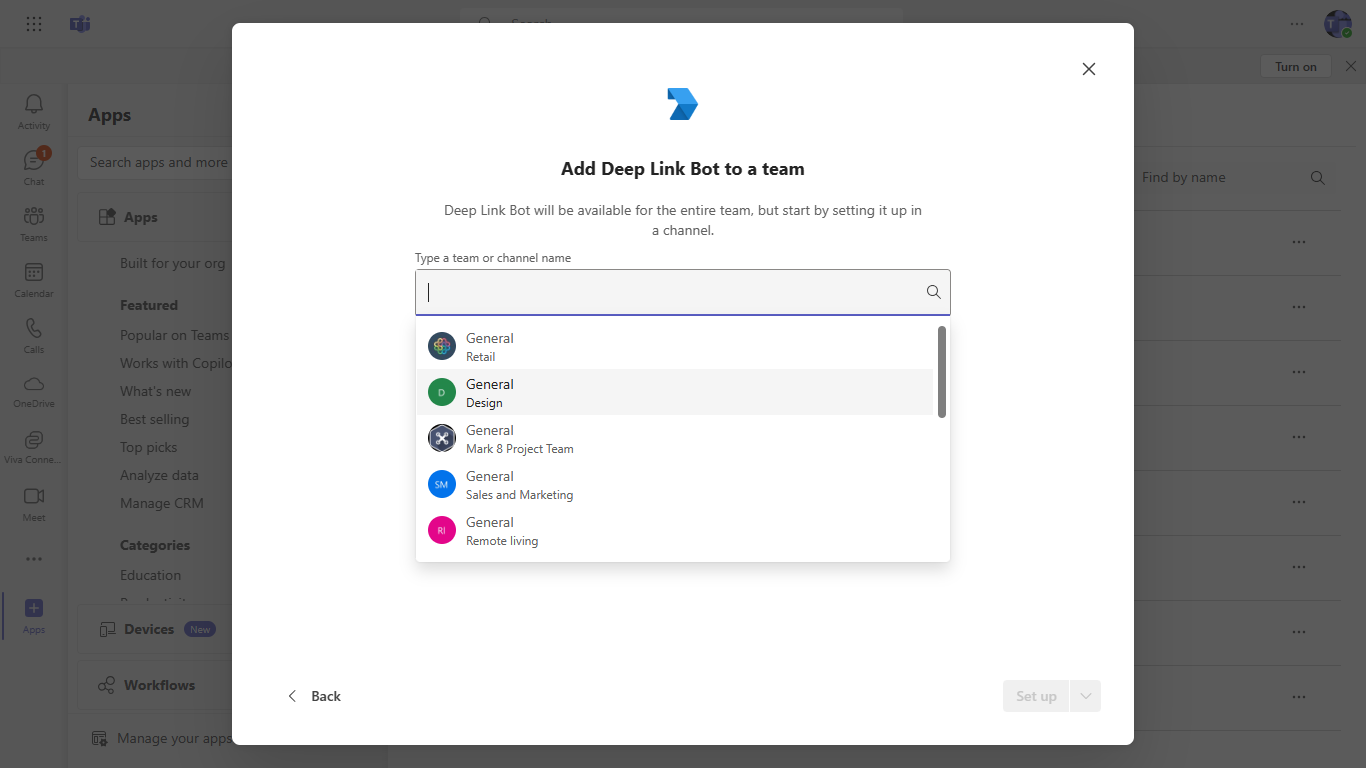 Search
Turn on
Activity
Chat
1
Teams
Calendar
Calls
OneDrive
Viva Conne...
Meet
Apps
Apps
Search apps and more
Apps
Built for your org
Featured
Popular on Teams
Works with Copilo
What's new
Best selling
Top picks
Analyze data
Manage CRM
Categories
Education
Devices New
Workflows
Manage your apps
Find by name
Add Deep Link Bot to a team
Deep Link Bot will be available for the entire team, but start by setting it up in
a channel.
Type a team or channel name
General
Retail
D
General
Design
General
Mark 8 Project Team
SM
General
Sales and Marketing
RI
General
Remote living
Back
Set up